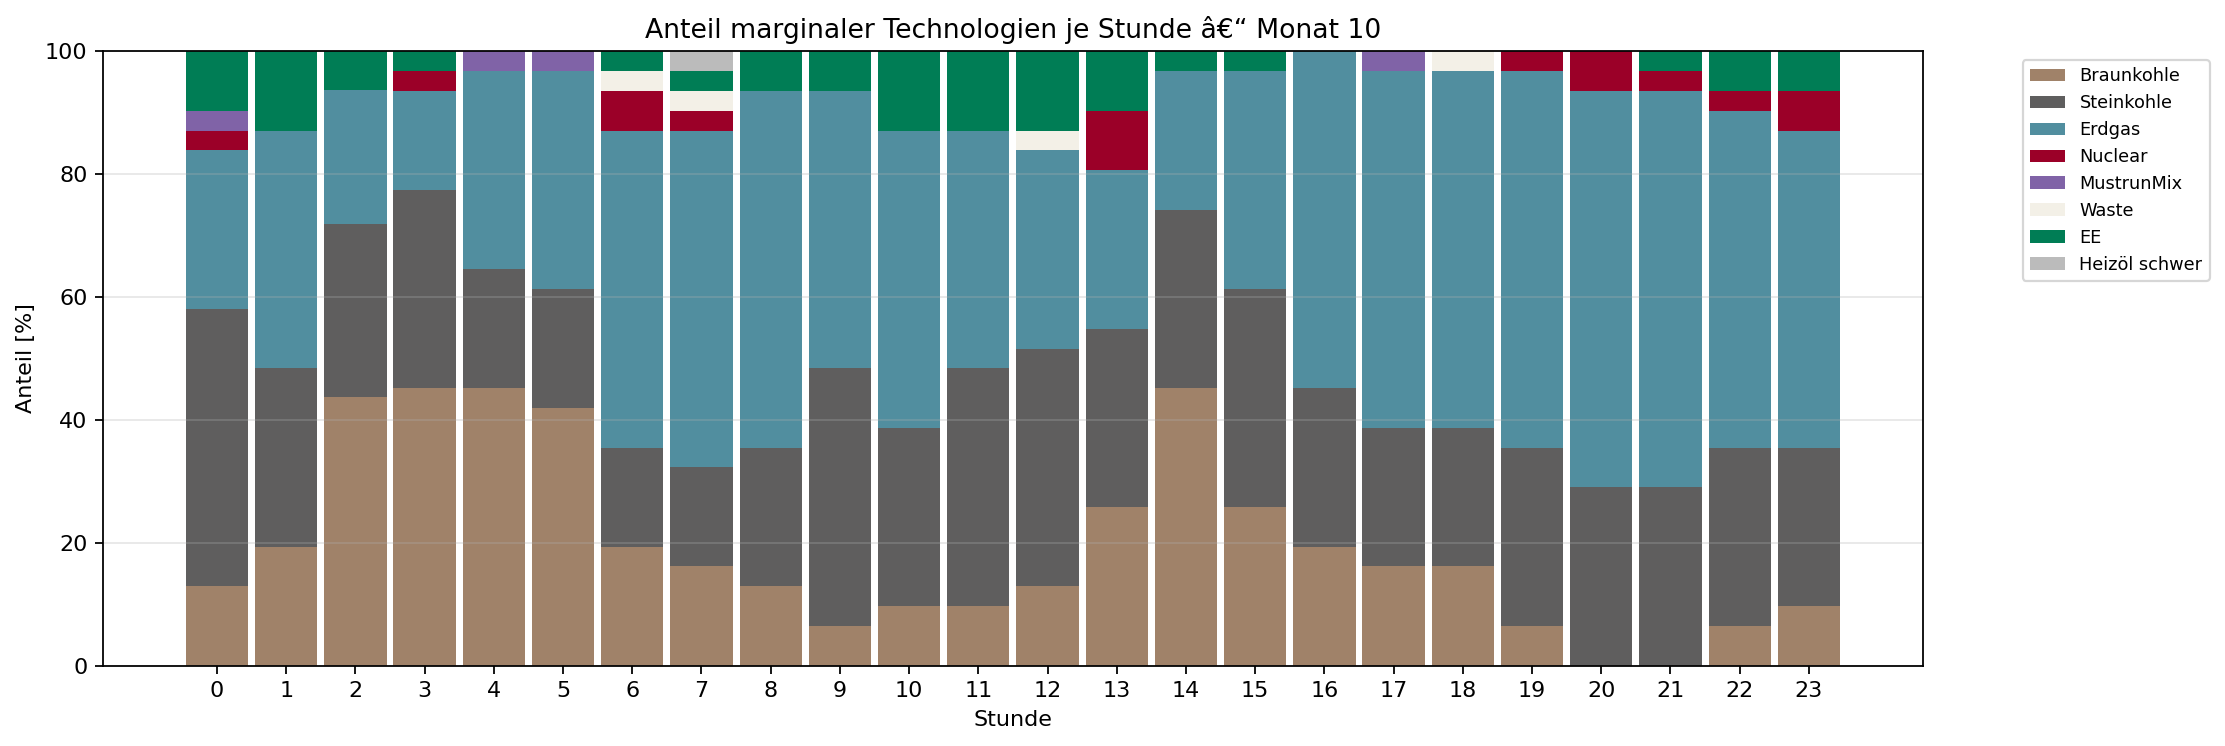 Anteil marginaler Technologien je Stunde â€“ Monat 10
Anteil [%]
100
80
60
40
20
0
0 1 2 3 4 5 6 7 8 9 10 11 12 13 14 15 16 17 18 19 20 21 22 23
Stunde
Braunkohle
Steinkohle
Erdgas
Nuclear
MustrunMix
Waste
EE
Heizöl schwer